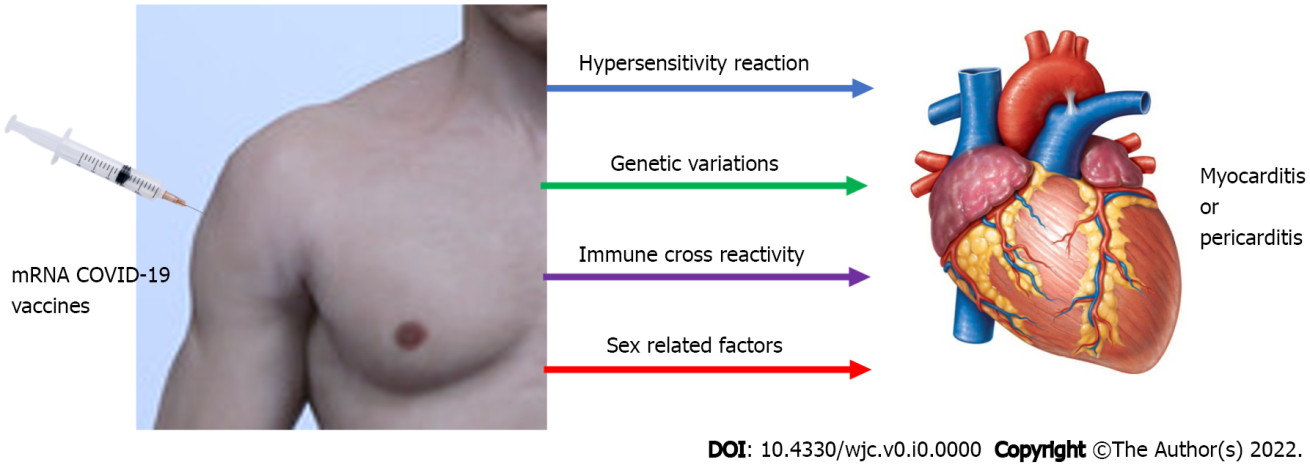 Hypersensitivity reaction
Genetic variations
Immune cross reactivity
Sex related factors
mRNA COVID-19
vaccines
Myocarditis
or
pericarditis
DOI: 10.4330/wjc.v0.i0.0000 Copyright ©The Author(s) 2022.